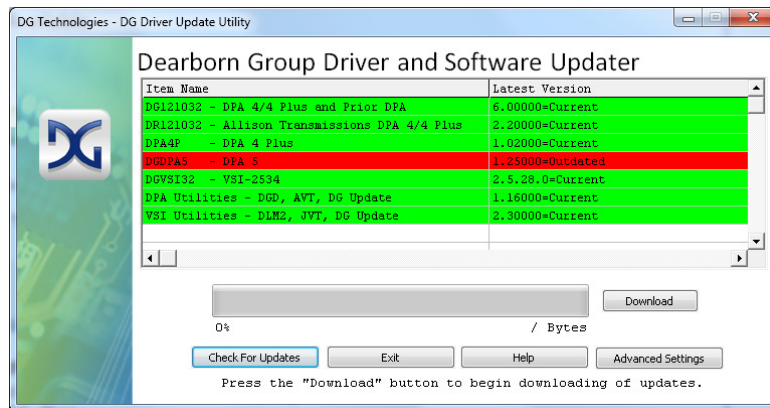 DG Technologies - DG Driver Update Utility
Dearborn Group Driver and Software Updater
Item Name Latest Version
DG121032 - DPA 4/4 Plus and Prior DPA 6.00000=Current
DR121032 - Allison Transmissions DPA 4/4 Plus 2.20000=Current
DPA4P - DPA 4 Plus 1.02000=Current
DGDPA5 - DPA 5 1.25000=Outdated
DGVSI32 - VSI-2534 2.5.28.0=Current
DPA Utilities - DGD, AVT, DG Update 1.16000=Current
VSI Utilities - DLM2, JVT, DG Update 2.30000=Current
DG
Download
0% / Bytes
Check For Updates Exit Help Advanced Settings
Press the "Download" button to begin downloading of updates.